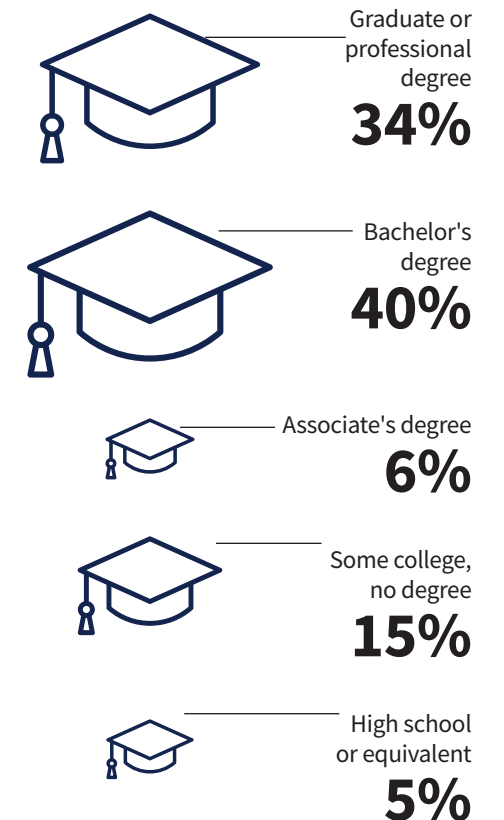 Graduate or
professional
degree
34%
Bachelor's
degree
40%
Associate's degree
6%
Some college,
no degree
15%
High school
or equivalent
5%